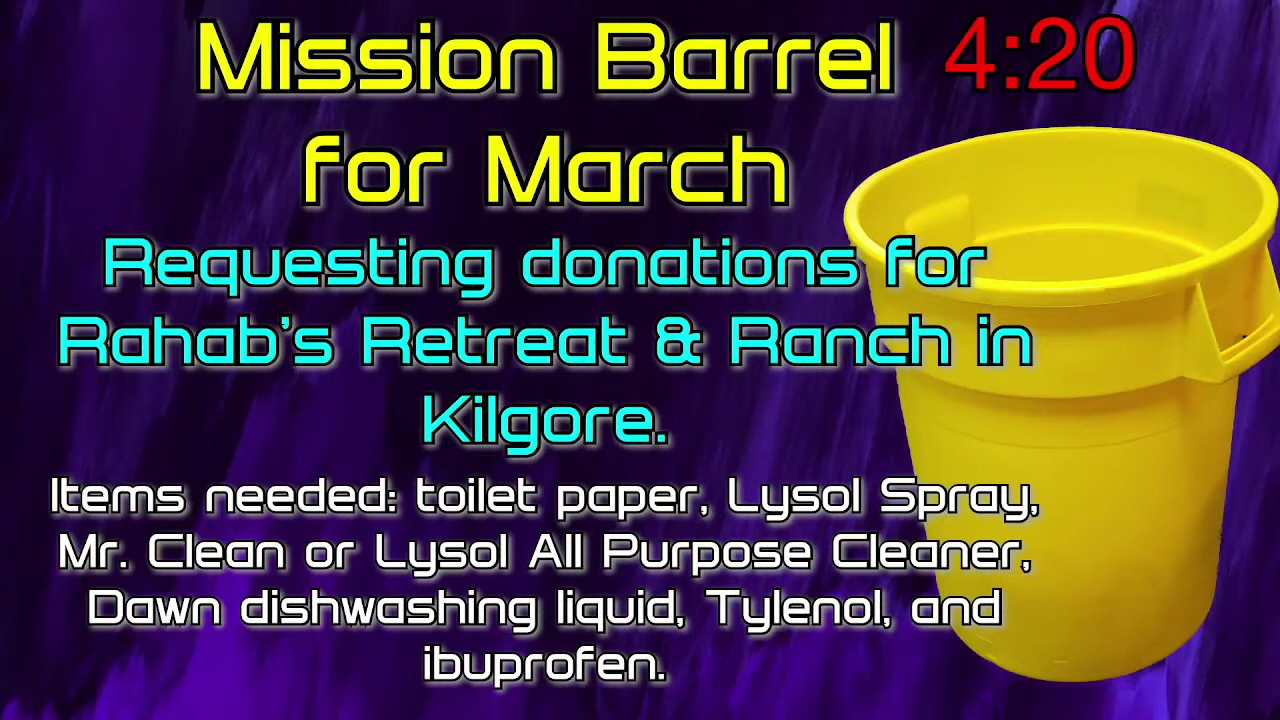 Mission Barrel 4:20
for March
Requesting donations for
Rahab's Retreat & Ranch in
Kilgore.
Items needed: toilet paper, Lysol Spray,
Mr. Clean or Lysol All Purpose Cleaner,
Dawn dishwashing liquid, Tylenol, and
ibuprofen.